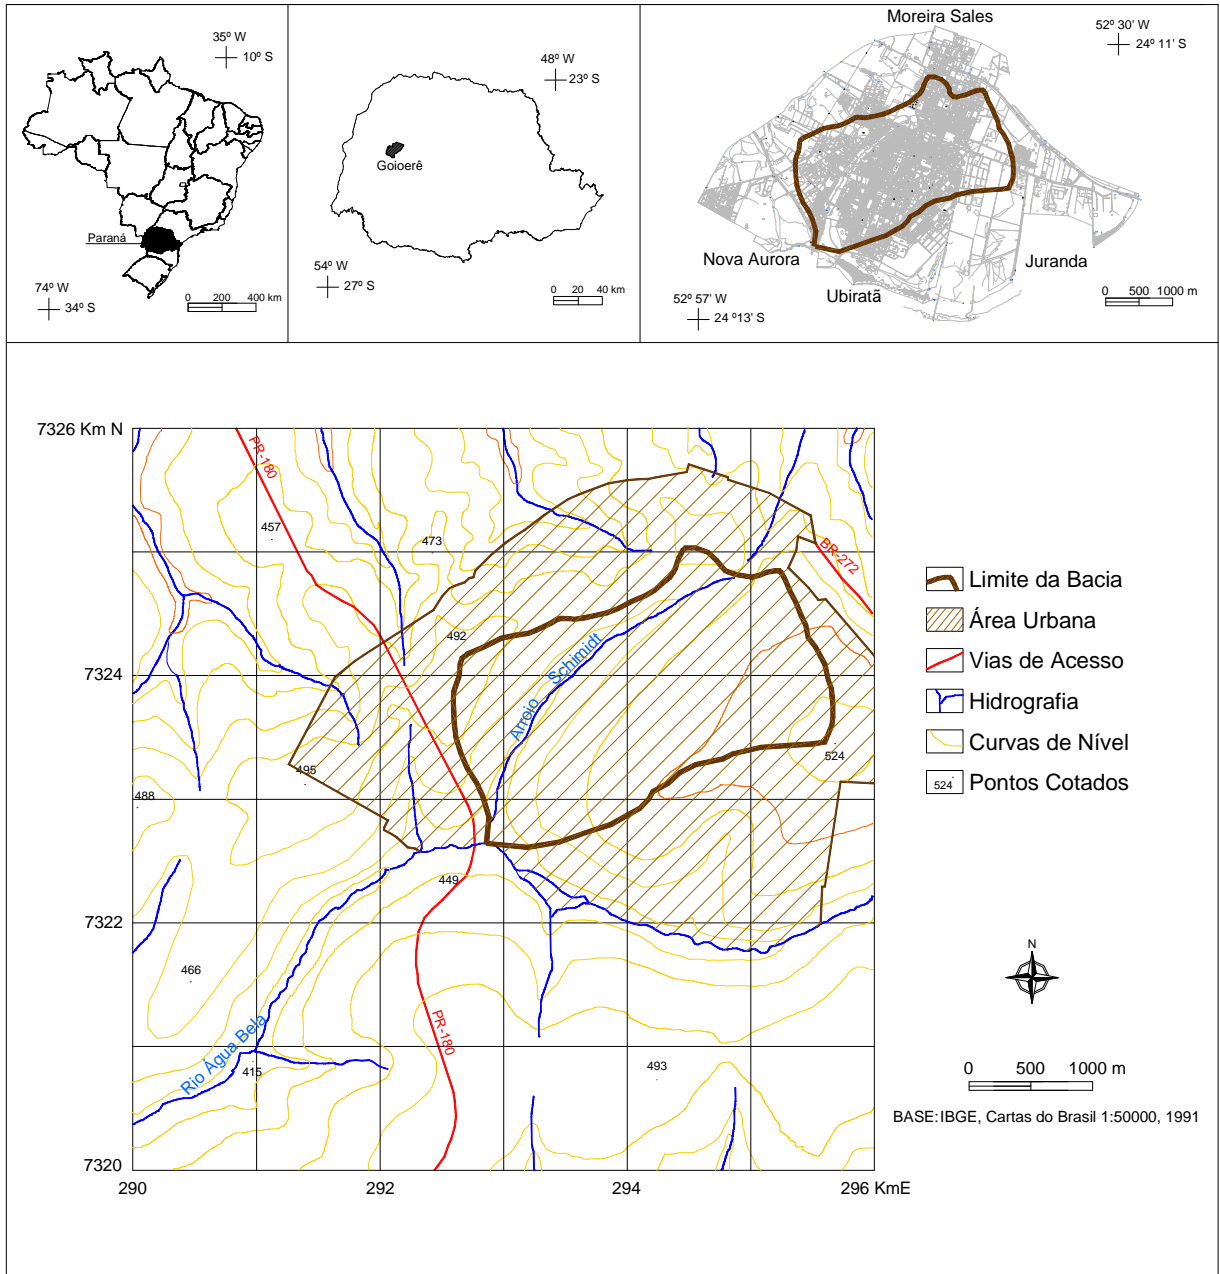 35º W
10º S
Paraná
74º W
34º S
0 200 400 km
48º W
23º S
Goioerê
54º W
27º S
0 20 40 km
Moreira Sales
52º 30' W
24º 11' S
Nova Aurora
Ubiratã
Juranda
52º 57' W
24 º13' S
0 500 1000 m
7326 Km N
7324
7322
7320
290
292
294
296 KmE
PR-180
457
473
BR-272
492
Arroio Schimidt
495
488
524
449
466
Rio Água Bela
415
PR-180
493
Limite da Bacia
Área Urbana
Vias de Acesso
Hidrografia
Curvas de Nível
524 Pontos Cotados
N
0 500 1000 m
BASE:IBGE, Cartas do Brasil 1:50000, 1991